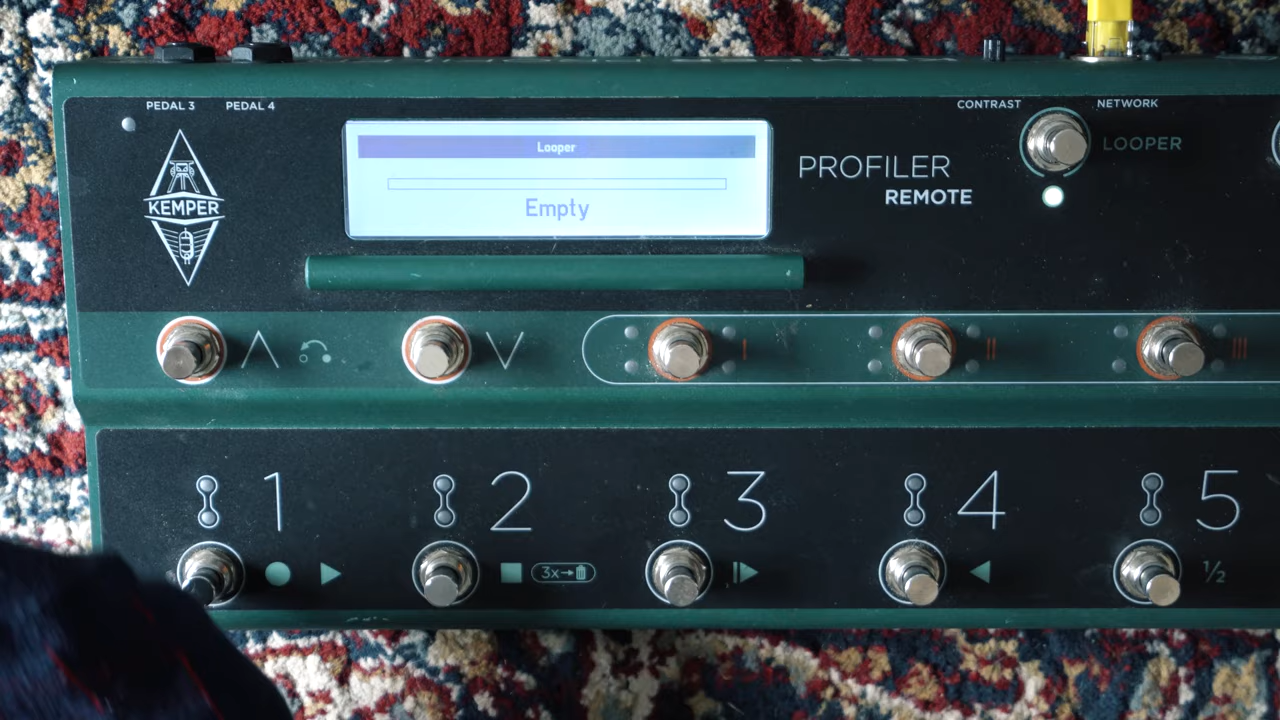 PEDAL 3 PEDAL 4
CONTRAST NETWORK
LOOPER
Looper
Empty
PROFILER
REMOTE
KEMPER
I II III
1 2 3 4 5
3x→
1/2